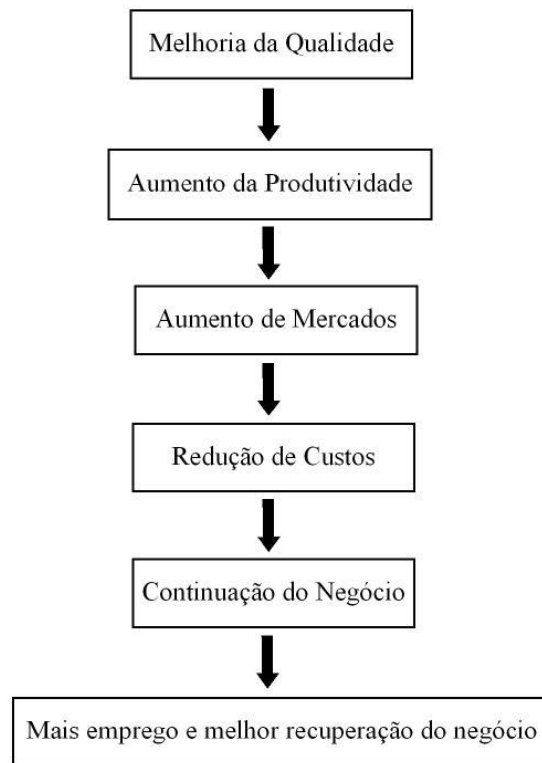 Melhoria da Qualidade
Aumento da Produtividade
Aumento de Mercados
Redução de Custos
Continuação do Negócio
Mais emprego e melhor recuperação do negócio